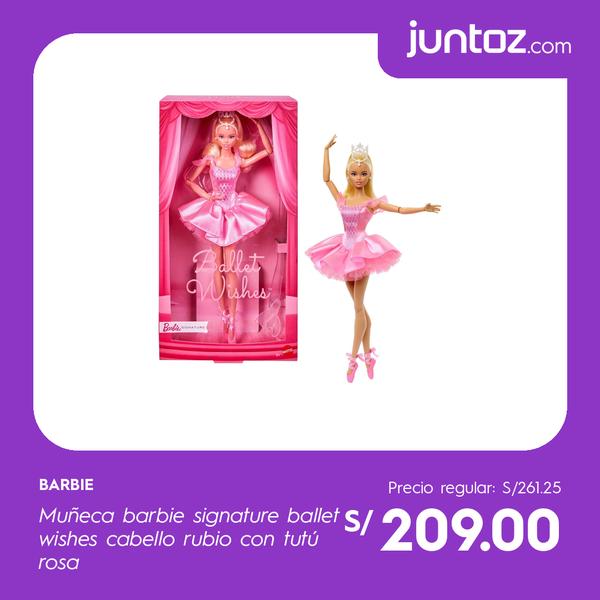 juntoz.com
Ballet
Wishes
Barbie SIGNATURE
BARBIE
Precio regular: S/261.25
Muñeca barbie signature ballet
wishes cabello rubio con tutú
rosa
S/ 209.00